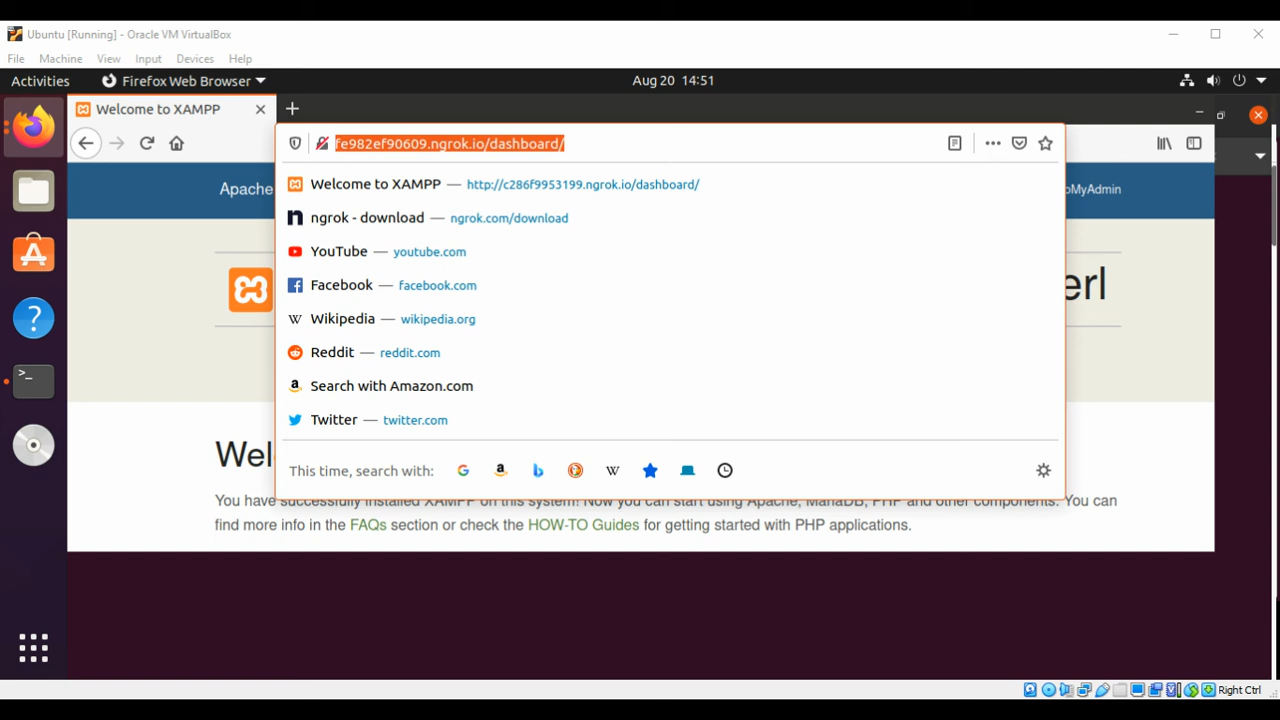 Ubuntu [Running] - Oracle VM VirtualBox
File Machine View Input Devices Help
Activities Firefox Web Browser Aug 20 14:51
Welcome to XAMPP
fe982ef90609.ngrok.io/dashboard/
Apache
oMyAdmin
Welcome to XAMPP — http://c286f9953199.ngrok.io/dashboard/
ngrok - download — ngrok.com/download
YouTube — youtube.com
Facebook — facebook.com
erl
Wikipedia — wikipedia.org
Reddit — reddit.com
Search with Amazon.com
Twitter — twitter.com
Wel
This time, search with:
You have successfully installed XAMPP on this system! Now you can start using Apache, MariaDB, PHP and other components. You can
find more info in the FAQs section or check the HOW-TO Guides for getting started with PHP applications.
Right Ctrl